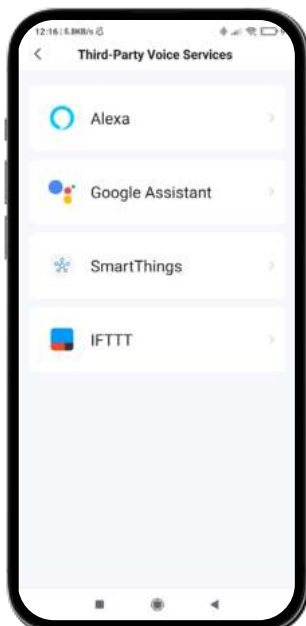 12:16 | 5.8KB/s
Third-Party Voice Services
Alexa
Google Assistant
SmartThings
IFTTT